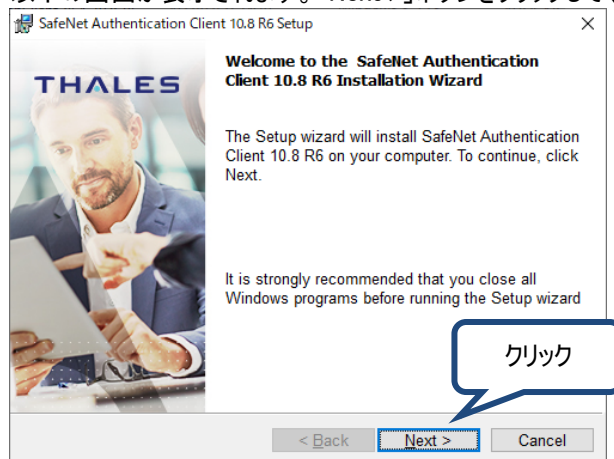 SafeNet Authentication Client 10.8 R6 Setup
THALES
Welcome to the SafeNet Authentication
Client 10.8 R6 Installation Wizard
The Setup wizard will install SafeNet Authentication
Client 10.8 R6 on your computer. To continue, click
Next.
It is strongly recommended that you close all
Windows programs before running the Setup wizard
クリック
< Back Next > Cancel